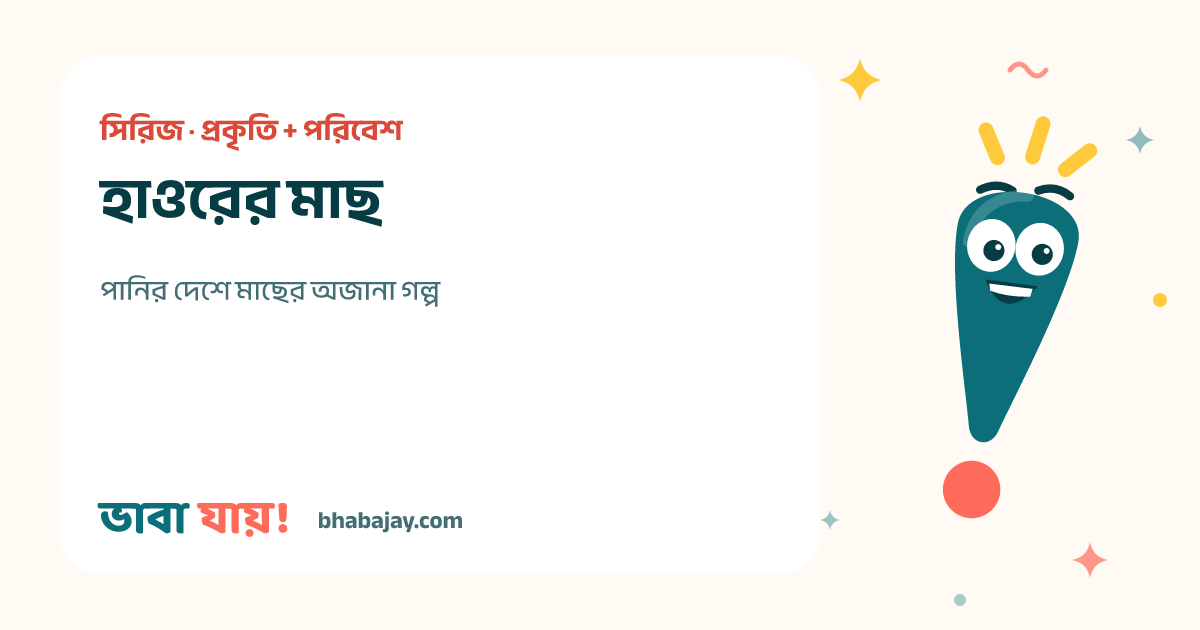 সিরিজ · প্রকৃতি + পরিবেশ
হাওরের মাছ
পানির দেশে মাছের অজানা গল্প
ভাবা যায়! bhabajay.com